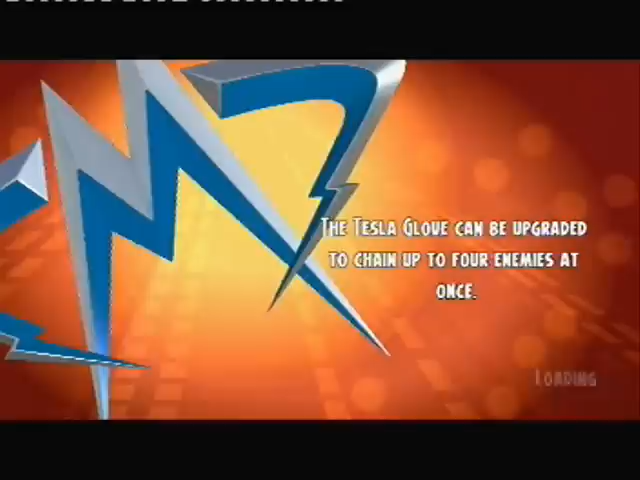 THE TESLA GLOVE CAN BE UPGRADED
TO CHAIN UP TO FOUR ENEMIES AT
ONCE.
LOADING